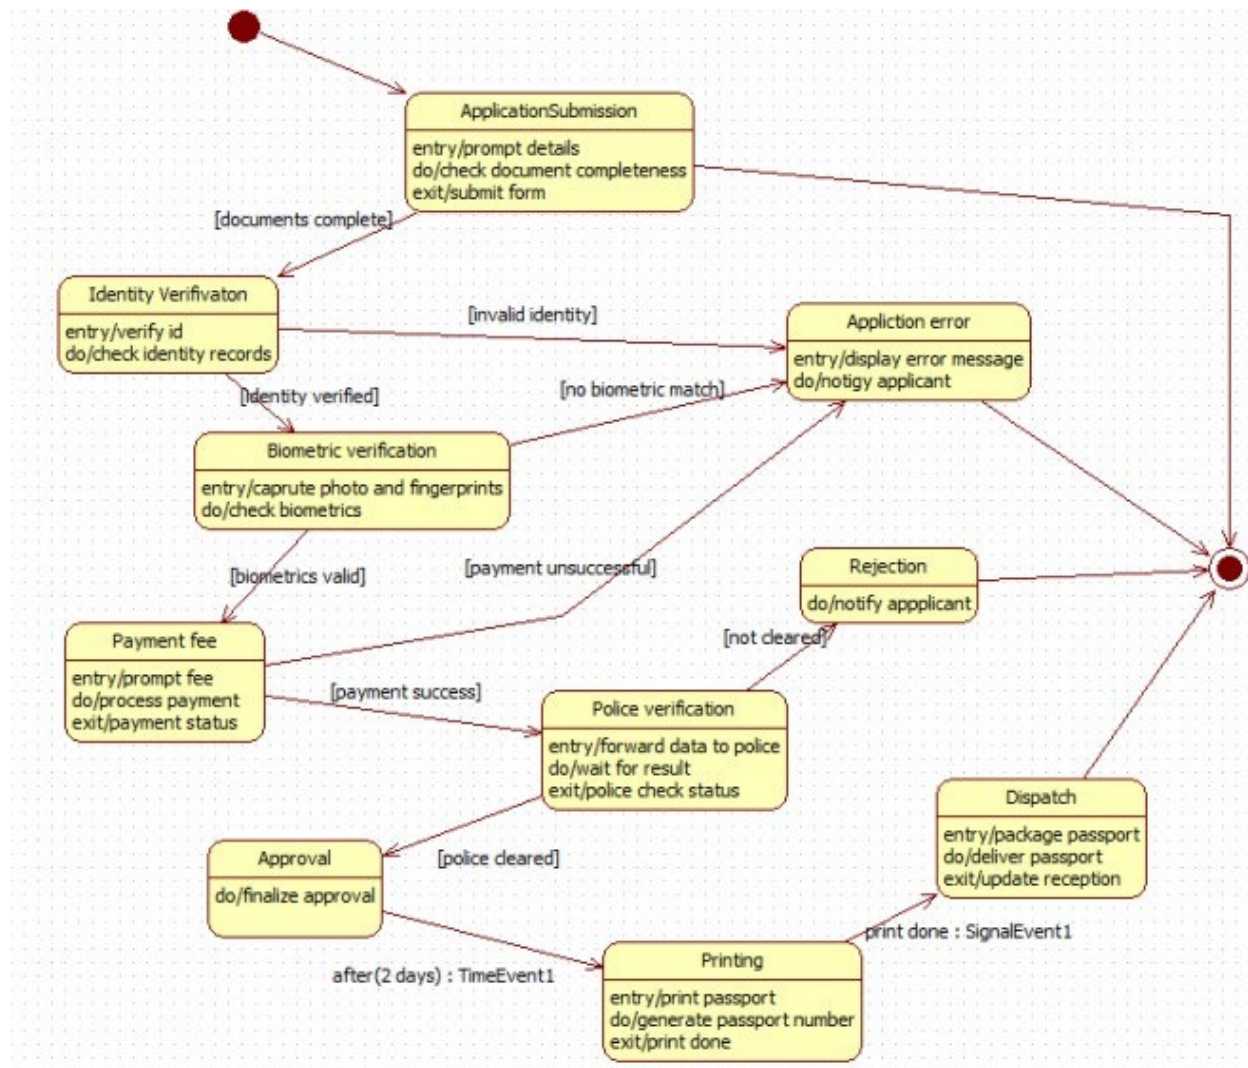 ApplicationSubmission
entry/prompt details
do/check document completeness
exit/submit form
[documents complete]
Identity Verifivaton
entry/verify id
do/check identity records
[invalid identity]
Appliction error
entry/display error message
do/notigy applicant
[Identity verified]
[no biometric match]
Biometric verification
entry/caprute photo and fingerprints
do/check biometrics
[biometrics valid]
[payment unsuccessful]
Rejection
do/notify appplicant
[not cleared]
Payment fee
entry/prompt fee
do/process payment
exit/payment status
[payment success]
Police verification
entry/forward data to police
do/wait for result
exit/police check status
Dispatch
entry/package passport
do/deliver passport
exit/update reception
Approval
do/finalize approval
[police cleared]
print done : SignalEvent1
after(2 days) : TimeEvent1
Printing
entry/print passport
do/generate passport number
exit/print done